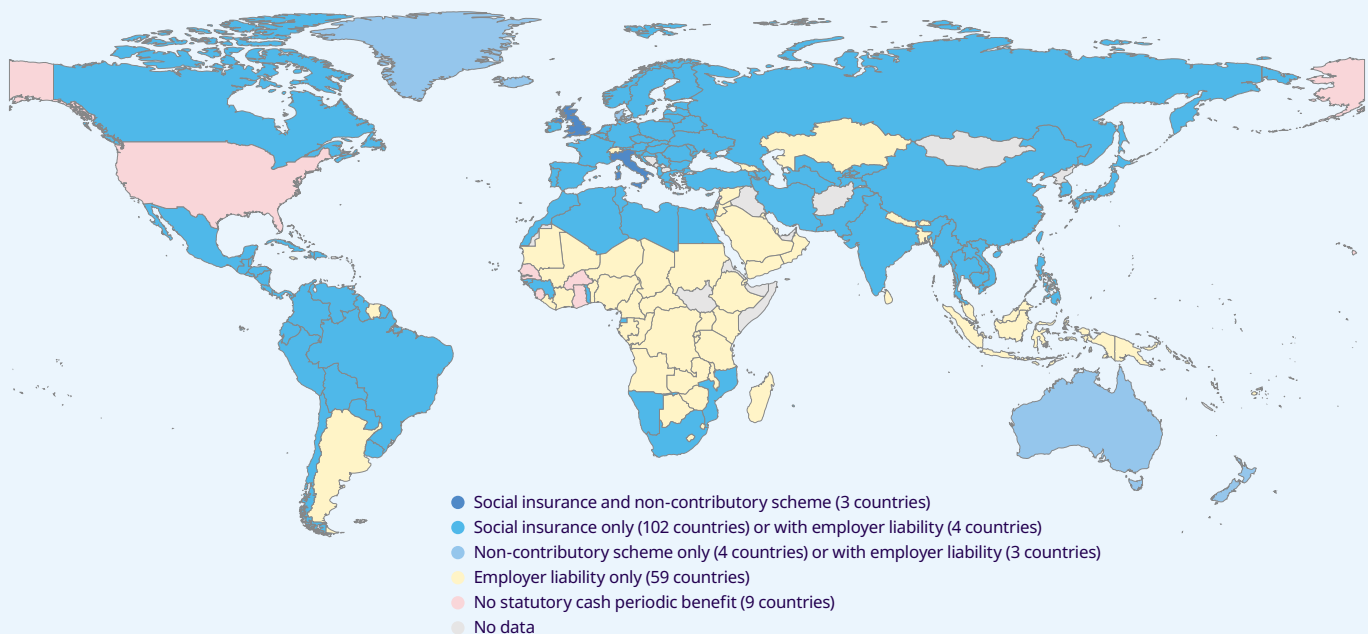 Social insurance and non-contributory scheme (3 countries)
Social insurance only (102 countries) or with employer liability (4 countries)
Non-contributory scheme only (4 countries) or with employer liability (3 countries)
Employer liability only (59 countries)
No statutory cash periodic benefit (9 countries)
No data